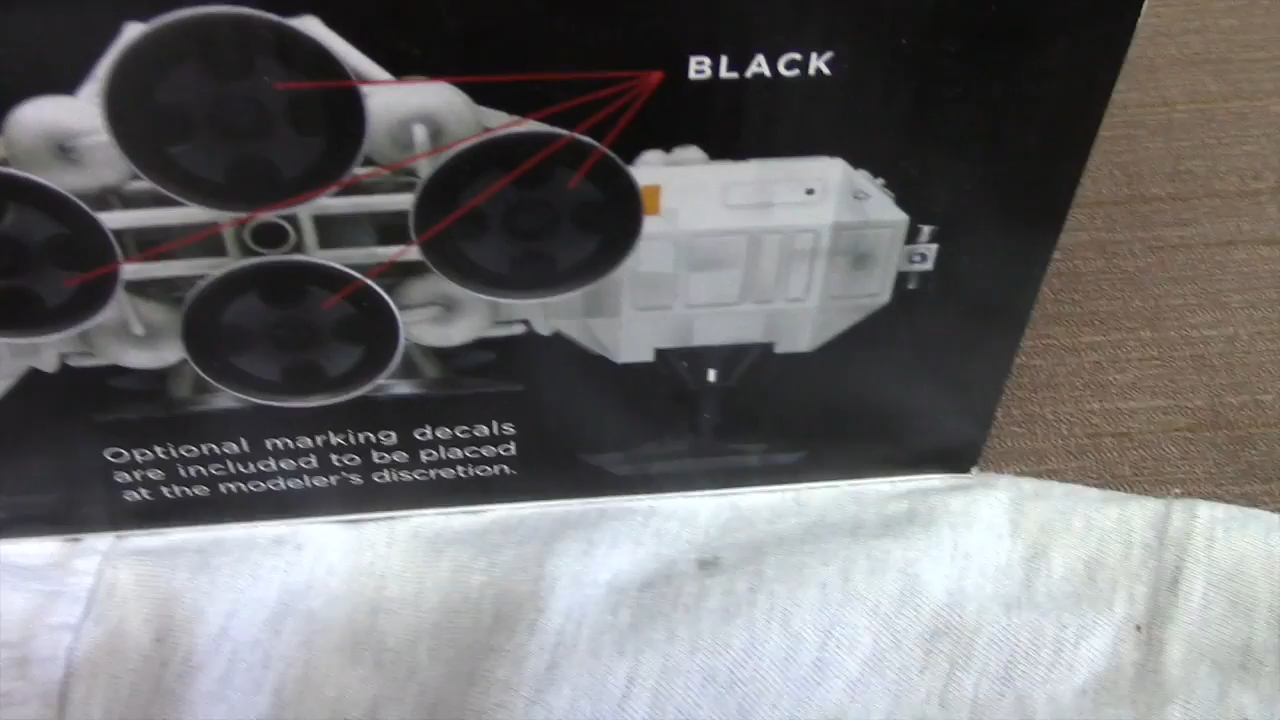 BLACK
Optional marking decals
are included to be placed
at the modeler's discretion.